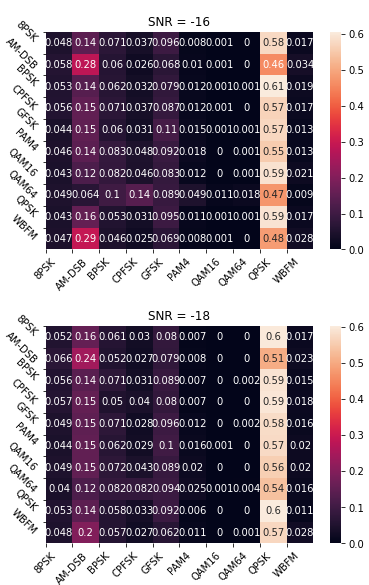 SNR = -16
8PSK 0.048 0.14 0.071 0.037 0.096 0.008 0.001 0 0.58 0.017
AM-DSB 0.058 0.28 0.06 0.026 0.068 0.01 0.001 0 0.46 0.034
BPSK 0.053 0.14 0.062 0.032 0.079 0.012 0.001 0.001 0.61 0.019
CPFSK 0.056 0.15 0.071 0.037 0.087 0.012 0.001 0 0.57 0.017
GFSK 0.044 0.15 0.06 0.031 0.11 0.015 0.001 0.001 0.57 0.013
PAM4 0.046 0.14 0.083 0.048 0.092 0.018 0 0.001 0.55 0.013
QAM16 0.043 0.12 0.082 0.046 0.083 0.012 0 0.001 0.59 0.021
QAM64 0.049 0.064 0.1 0.14 0.089 0.049 0.011 0.018 0.47 0.009
QPSK 0.043 0.16 0.053 0.031 0.095 0.011 0.001 0.001 0.59 0.017
WBFM 0.047 0.29 0.046 0.025 0.069 0.008 0.001 0 0.48 0.028
8PSK AM-DSB BPSK CPFSK GFSK PAM4 QAM16 QAM64 QPSK WBFM
0.6
0.5
0.4
0.3
0.2
0.1
0.0
SNR = -18
8PSK 0.052 0.16 0.061 0.03 0.08 0.007 0 0 0.6 0.017
AM-DSB 0.066 0.24 0.052 0.027 0.079 0.008 0 0 0.51 0.023
BPSK 0.056 0.14 0.071 0.031 0.089 0.007 0 0.002 0.59 0.015
CPFSK 0.057 0.15 0.05 0.04 0.08 0.007 0 0 0.59 0.018
GFSK 0.049 0.15 0.071 0.028 0.096 0.012 0 0.002 0.58 0.016
PAM4 0.044 0.15 0.062 0.029 0.1 0.016 0.001 0 0.57 0.02
QAM16 0.049 0.15 0.072 0.043 0.089 0.02 0 0 0.56 0.02
QAM64 0.04 0.12 0.082 0.082 0.094 0.025 0.001 0.004 0.54 0.016
QPSK 0.053 0.14 0.058 0.033 0.092 0.006 0 0 0.6 0.011
WBFM 0.048 0.2 0.057 0.027 0.062 0.011 0 0.001 0.57 0.028
8PSK AM-DSB BPSK CPFSK GFSK PAM4 QAM16 QAM64 QPSK WBFM
0.6
0.5
0.4
0.3
0.2
0.1
0.0